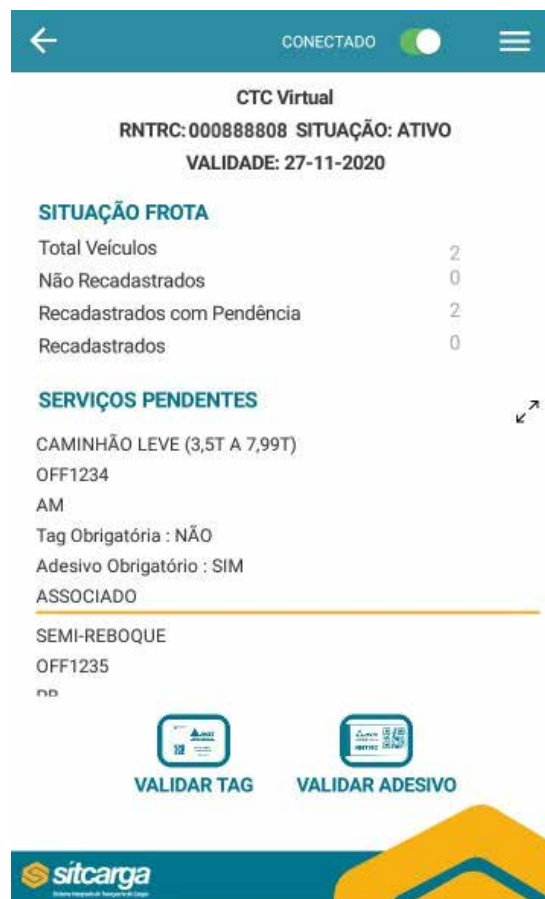 CONECTADO
CTC Virtual
RNTRC: 000888808 SITUAÇÃO: ATIVO
VALIDADE: 27-11-2020
SITUAÇÃO FROTA
Total Veículos 2
Não Recadastrados 0
Recadastrados com Pendência 2
Recadastrados 0
SERVIÇOS PENDENTES
CAMINHÃO LEVE (3,5T A 7,99T)
OFF1234
AM
Tag Obrigatória : NÃO
Adesivo Obrigatório : SIM
ASSOCIADO
SEMI-REBOQUE
OFF1235
VALIDAR TAG VALIDAR ADESIVO
sitcarga